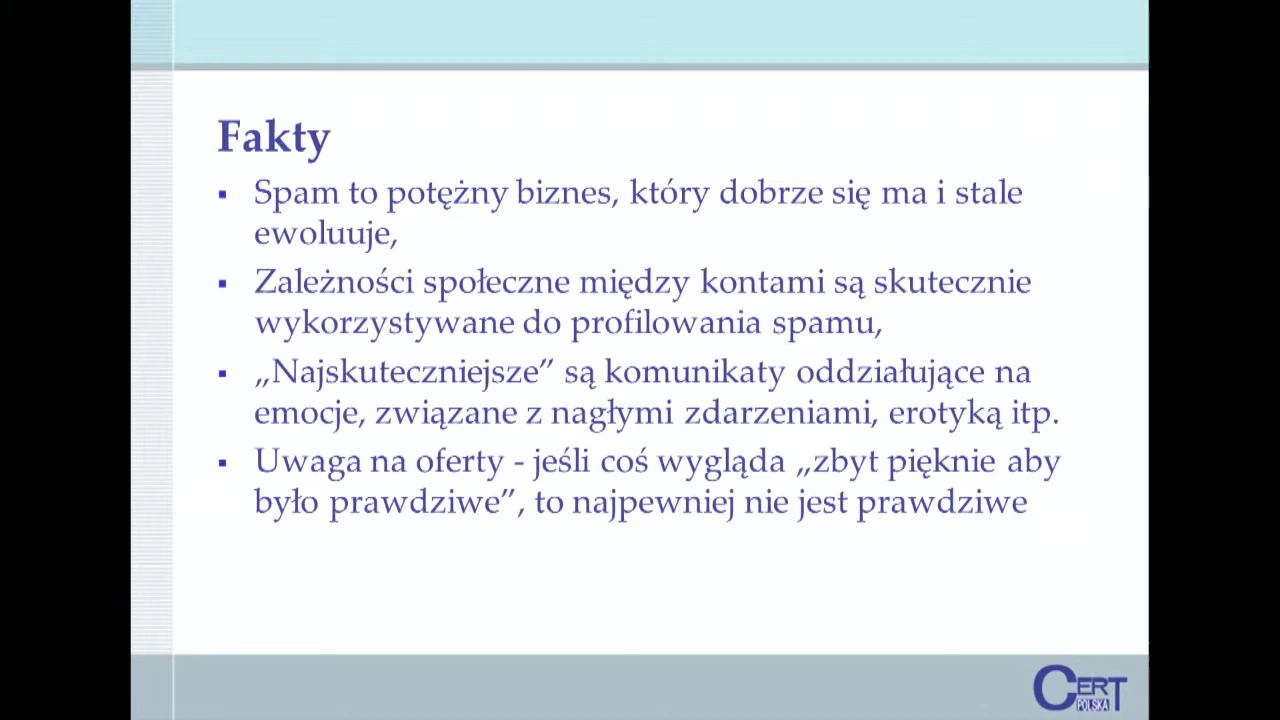 Fakty
▪ Spam to potężny biznes, który dobrze się ma i stale
ewoluuje,
▪ Zależności społeczne między kontami są skutecznie
wykorzystywane do profilowania spamu,
▪ „Najskuteczniejsze” są komunikaty oddziałujące na
emocje, związane z nagłymi zdarzeniami, erotyką itp.
▪ Uwaga na oferty - jeśli coś wygląda „zbyt pięknie aby
było prawdziwe”, to najpewniej nie jest prawdziwe
CERT
POLSKA